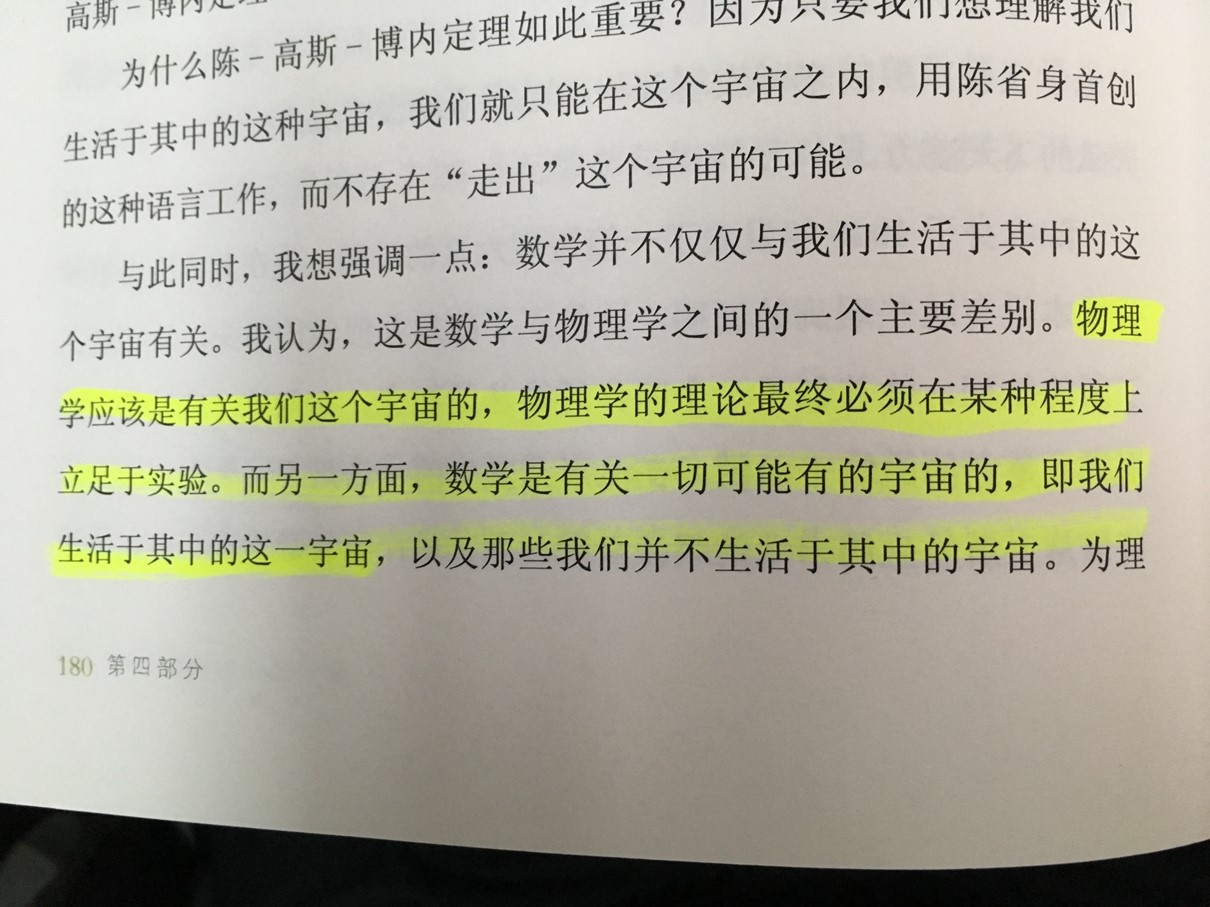 高斯－博内定理
为什么陈－高斯－博内定理如此重要？因为只要我们想理解我们
生活于其中的这种宇宙，我们就只能在这个宇宙之内，用陈省身首创
的这种语言工作，而不存在“走出”这个宇宙的可能。
与此同时，我想强调一点：数学并不仅仅与我们生活于其中的这
个宇宙有关。我认为，这是数学与物理学之间的一个主要差别。物理
学应该是有关我们这个宇宙的，物理学的理论最终必须在某种程度上
立足于实验。而另一方面，数学是有关一切可能有的宇宙的，即我们
生活于其中的这一宇宙，以及那些我们并不生活于其中的宇宙。为理
180 第四部分